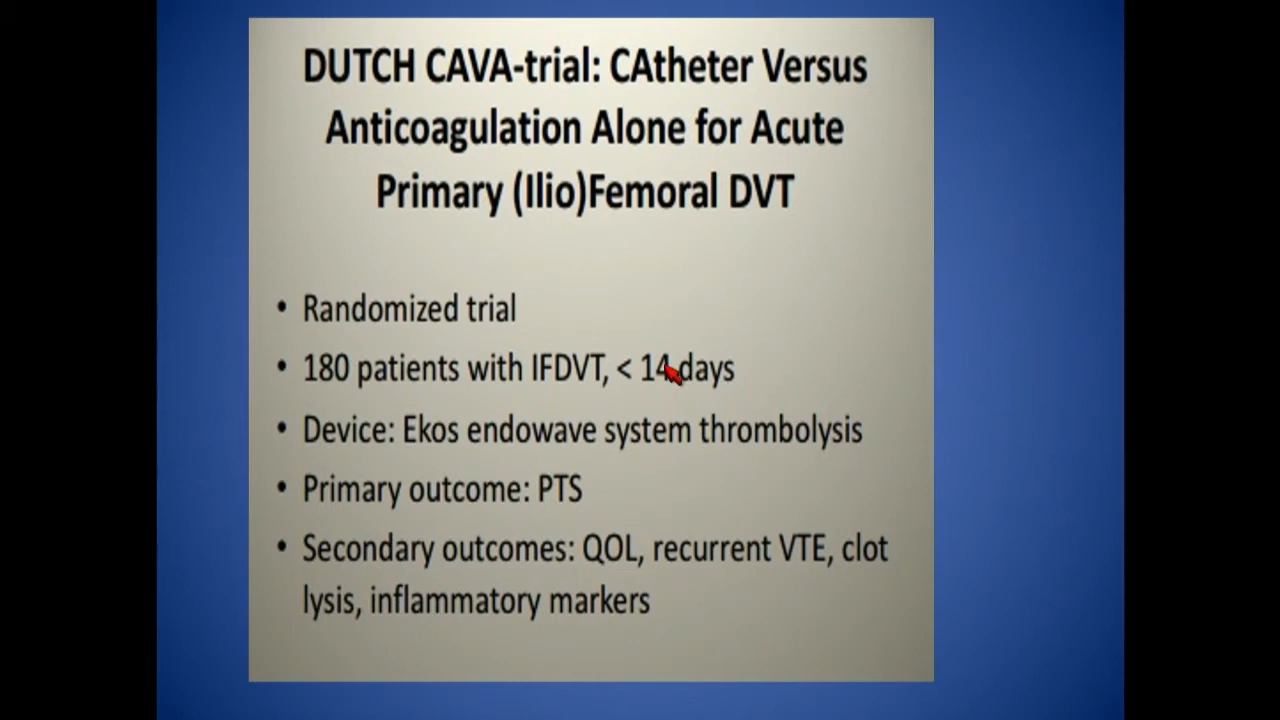 DUTCH CAVA-trial: CAtheter Versus
Anticoagulation Alone for Acute
Primary (Ilio)Femoral DVT
• Randomized trial
• 180 patients with IFDVT, < 14 days
• Device: Ekos endowave system thrombolysis
• Primary outcome: PTS
• Secondary outcomes: QOL, recurrent VTE, clot
lysis, inflammatory markers